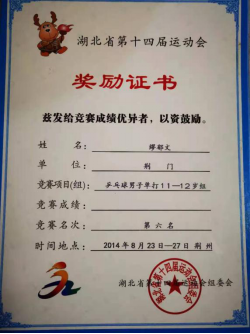 湖北省第十四届运动会
奖励证书
兹发给竞赛成绩优异者，以资鼓励。
姓 名：
单 位：荆 门
竞赛项目(组)：乒乓球男子单打11—12岁组
竞赛成绩：
竞赛名次：第 六 名
时间地点：2014年8月23日—27日 荆州
湖北省第十四届运动会组委会